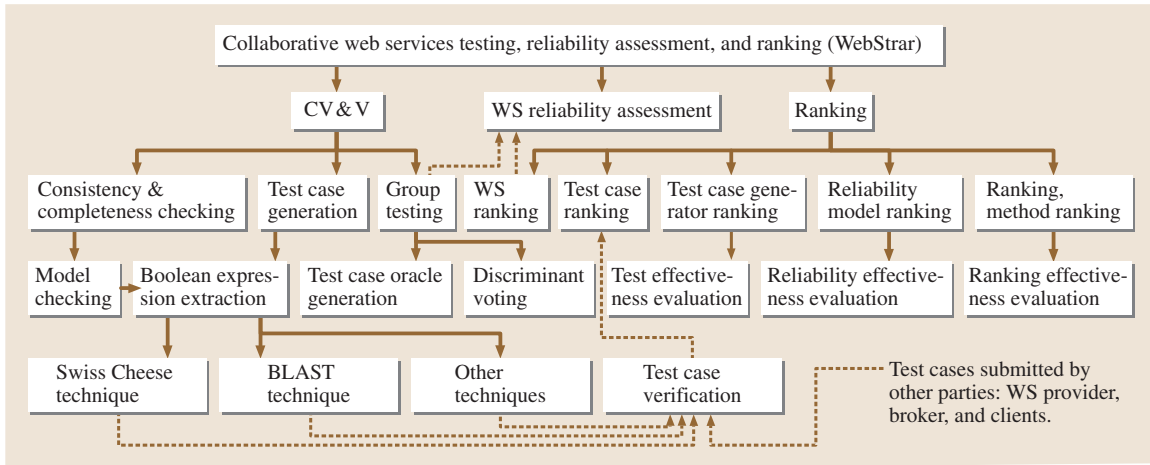 Collaborative web services testing, reliability assessment, and ranking (WebStrar)
CV&V
WS reliability assessment
Ranking
Consistency &
completeness checking
Test case
generation
Group
testing
WS
ranking
Test case
ranking
Test case gene-
rator ranking
Reliability
model ranking
Ranking,
method ranking
Model
checking
Boolean expres-
sion extraction
Test case oracle
generation
Discriminant
voting
Test effective-
ness evaluation
Reliability effective-
ness evaluation
Ranking effective-
ness evaluation
Swiss Cheese
technique
BLAST
technique
Other
techniques
Test case
verification
Test cases submitted by
other parties: WS provider,
broker, and clients.